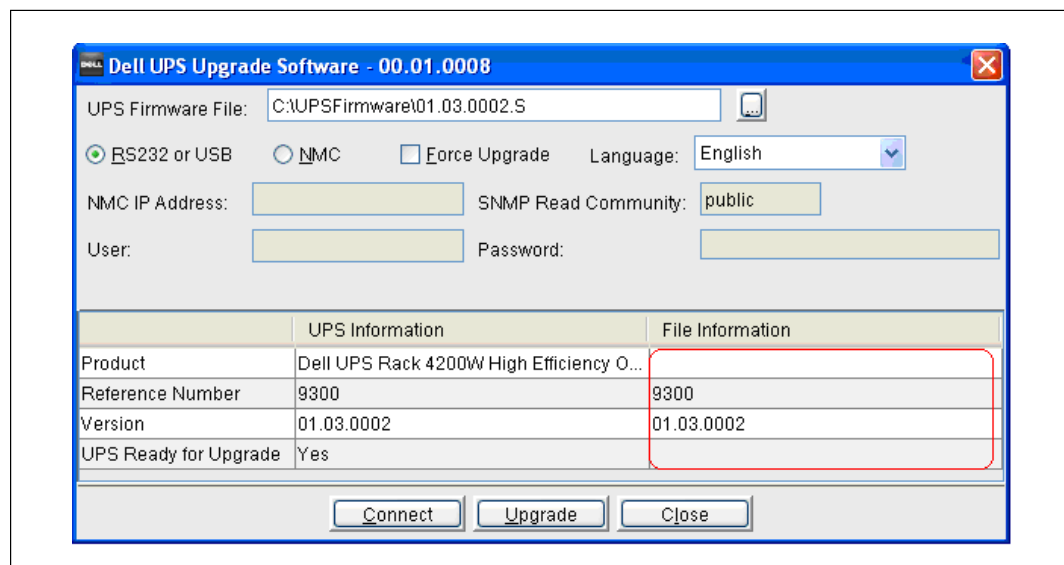 DELL Dell UPS Upgrade Software - 00.01.0008
UPS Firmware File: C:\UPSFirmware\01.03.0002.S ...
RS232 or USB NMC Force Upgrade Language: English
NMC IP Address: SNMP Read Community: public
User: Password:
UPS Information File Information
Product Dell UPS Rack 4200W High Efficiency O...
Reference Number 9300 9300
Version 01.03.0002 01.03.0002
UPS Ready for Upgrade Yes
Connect Upgrade Close